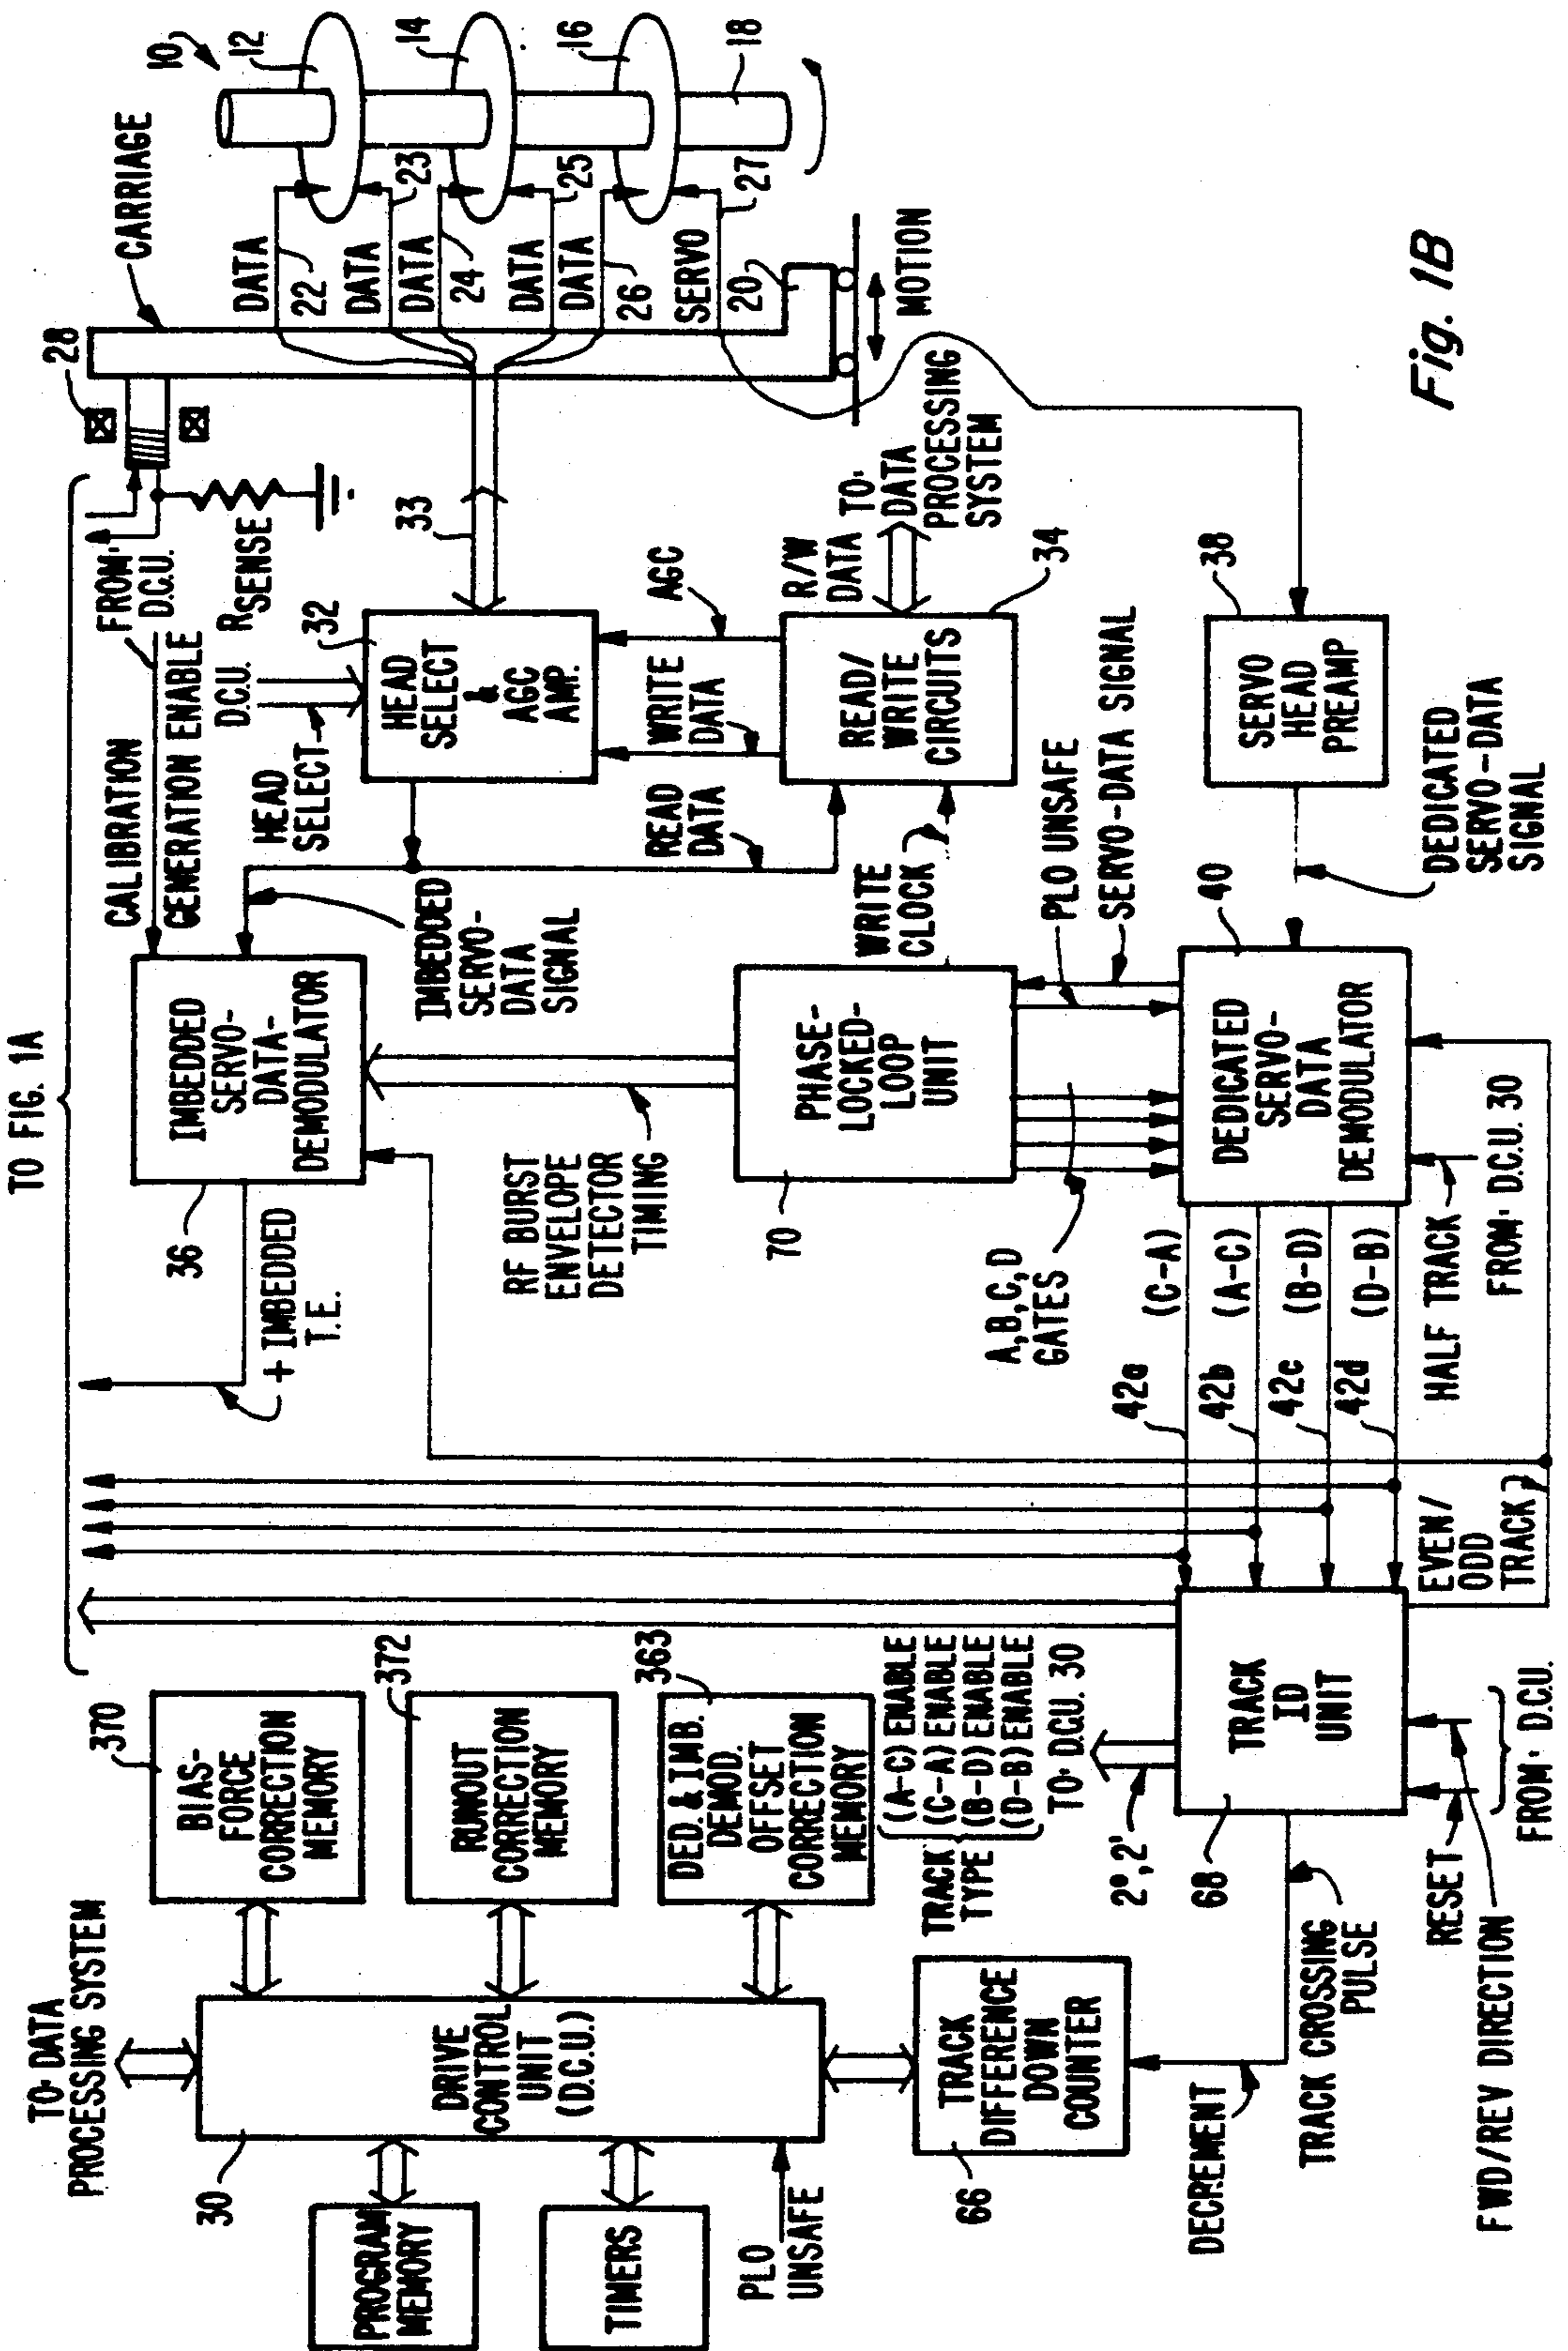 TO FIG. 1A
TO DATA
PROCESSING SYSTEM
30
DRIVE
CONTROL
UNIT
(D.C.U.)
PROGRAM
MEMORY
TIMERS
PLO
UNSAFE
370
BIAS-
FORCE
CORRECTION
MEMORY
372
RUNOUT
CORRECTION
MEMORY
363
DED. & IMB.
DEMOD.
OFFSET
CORRECTION
MEMORY
TRACK
TYPE
(A-C) ENABLE
(C-A) ENABLE
(B-D) ENABLE
(D-B) ENABLE
TO D.C.U. 30
2°, 2'
66
TRACK
DIFFERENCE
DOWN
COUNTER
DECREMENT
TRACK CROSSING
PULSE
68
TRACK
ID
UNIT
RESET
FWD/REV DIRECTION
FROM D.C.U.
EVEN/
ODD
TRACK
+ IMBEDDED
T.E.
36
IMBEDDED
SERVO-
DATA-
DEMODULATOR
CALIBRATION
GENERATION ENABLE
FROM
D.C.U.
RSENSE
D.C.U.
HEAD
SELECT
32
HEAD
SELECT
&
AGC
AMP.
33
IMBEDDED
SERVO-
DATA
SIGNAL
READ
DATA
WRITE
DATA
AGC
READ/
WRITE
CIRCUITS
34
R/W
DATA
TO
DATA
PROCESSING
SYSTEM
WRITE
CLOCK
RF BURST
ENVELOPE
DETECTOR
TIMING
70
PHASE-
LOCKED-
LOOP
UNIT
A,B,C,D
GATES
PLO UNSAFE
SERVO-DATA SIGNAL
40
DEDICATED
SERVO-
DATA
DEMODULATOR
42a
(C-A)
42b
(A-C)
42c
(B-D)
42d
(D-B)
HALF TRACK
FROM D.C.U. 30
38
SERVO
HEAD
PREAMP
DEDICATED
SERVO-DATA
SIGNAL
28
CARRIAGE
DATA
22
DATA
23
DATA
24
DATA
25
DATA
26
SERVO
27
20
MOTION
10
12
14
16
18
Fig. 1B